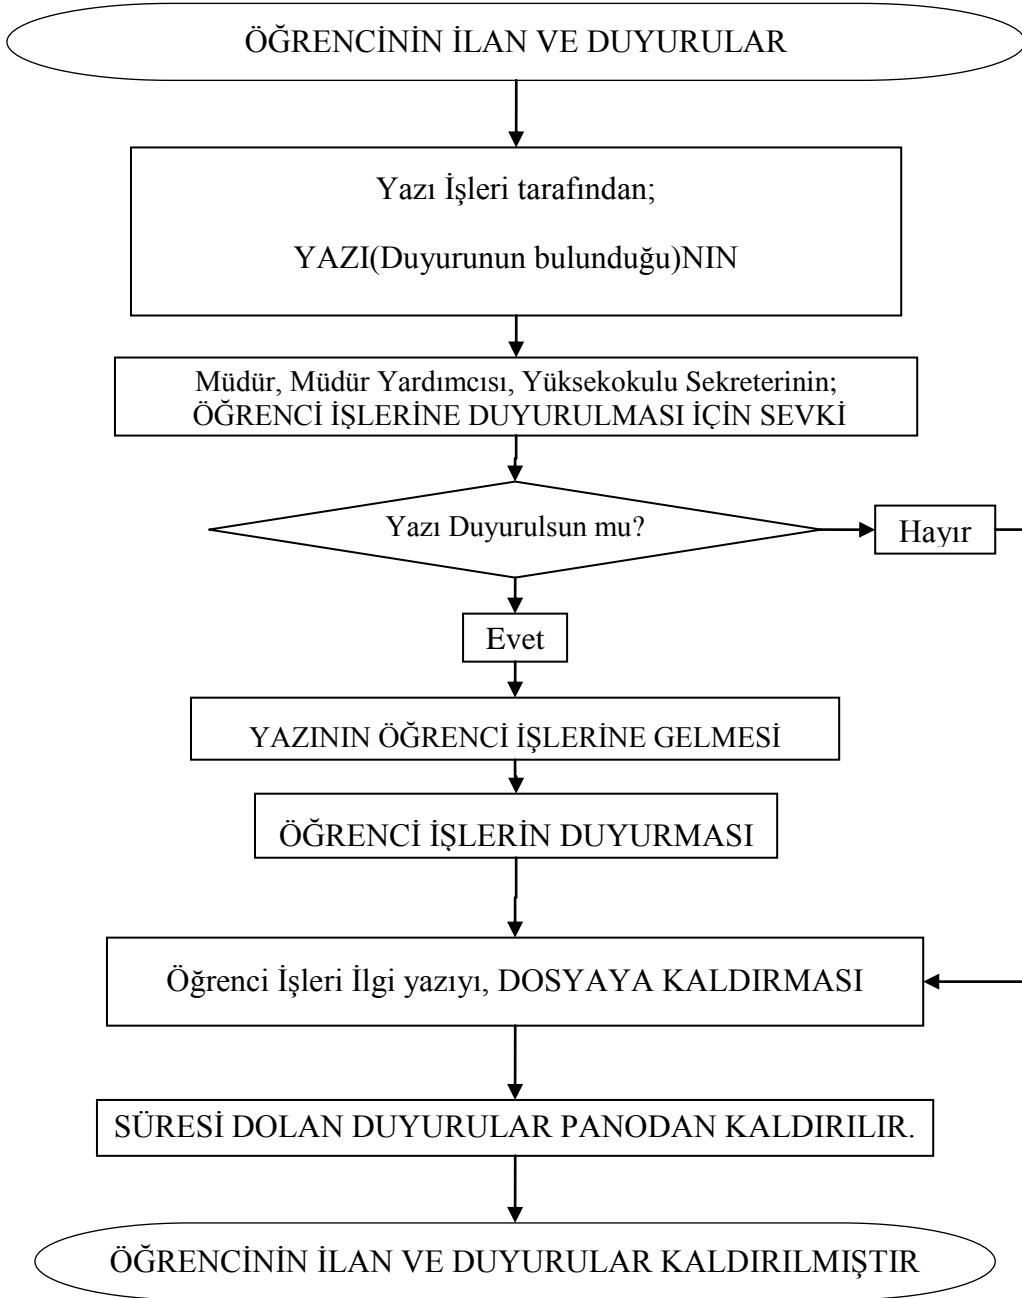 ÖĞRENCİNİN İLAN VE DUYURULAR
Yazı İşleri tarafından;
YAZI(Duyurunun bulunduğu)NIN
Müdür, Müdür Yardımcısı, Yüksekokulu Sekreterinin;
ÖĞRENCİ İŞLERİNE DUYURULMASI İÇİN SEVKİ
Yazı Duyurulsun mu?
Hayır
Evet
YAZININ ÖĞRENCİ İŞLERİNE GELMESİ
ÖĞRENCİ İŞLERİN DUYURMASI
Öğrenci İşleri İlgi yazıyı, DOSYAYA KALDIRMASI
SÜRESİ DOLAN DUYURULAR PANODAN KALDIRILIR.
ÖĞRENCİNİN İLAN VE DUYURULAR KALDIRILMIŞTIR